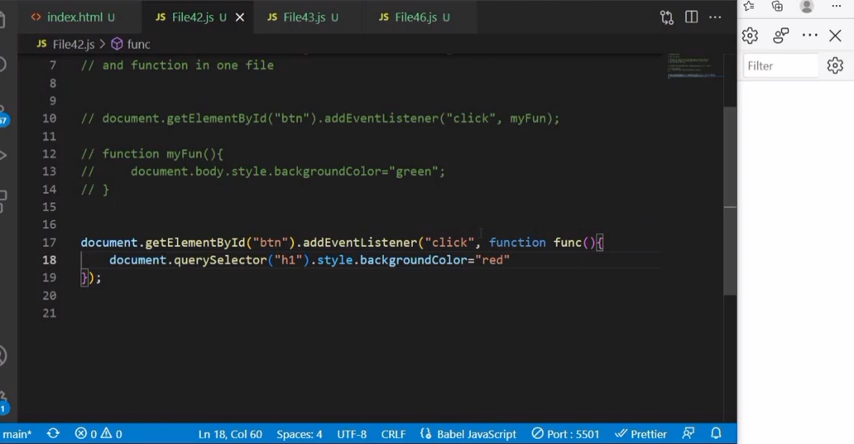 index.html U
File42.js U
File43.js U
File46.js U
File42.js > func
Filter
7 // and function in one file
8
9
10 // document.getElementById("btn").addEventListener("click", myFun);
11
12 // function myFun(){
13 //     document.body.style.backgroundColor="green";
14 // }
15
16
17 document.getElementById("btn").addEventListener("click", function func(){
18     document.querySelector("h1").style.backgroundColor="red"
19 });
20
21
main* 0 0 Ln 18, Col 60 Spaces: 4 UTF-8 CRLF Babel JavaScript Port : 5501 Prettier